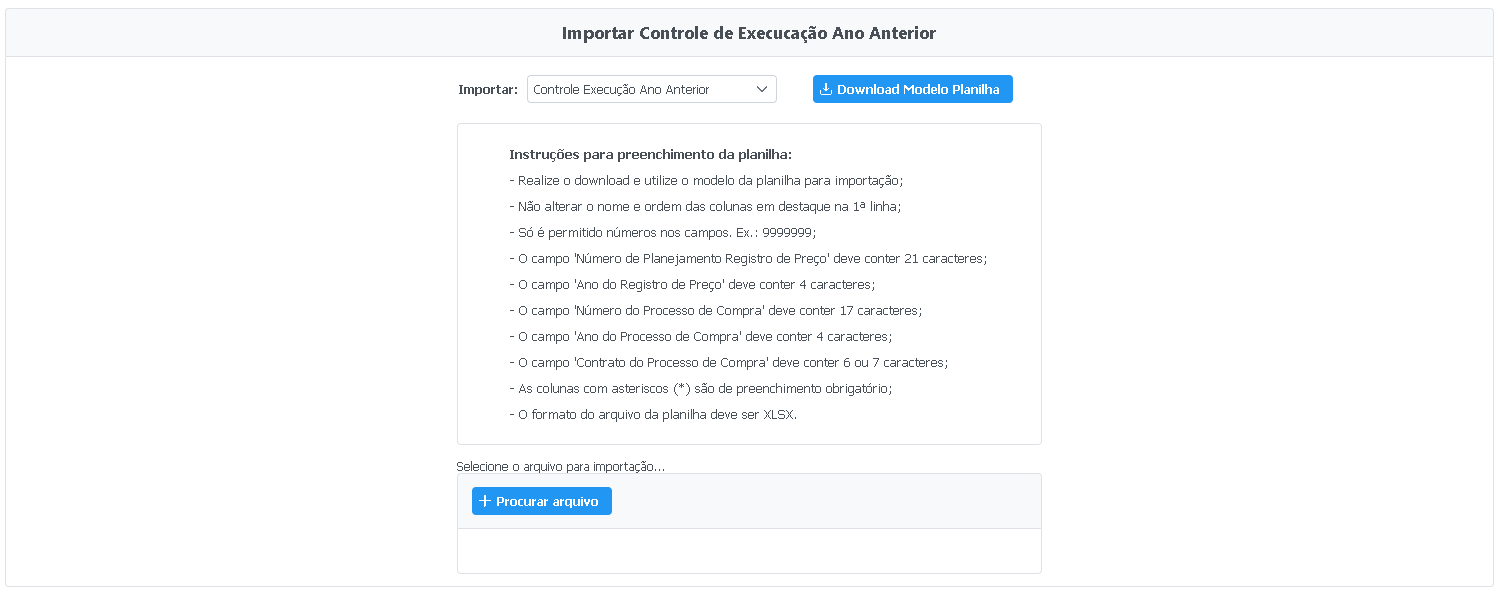 Importar Controle de Execucação Ano Anterior
Importar: Controle Execução Ano Anterior Download Modelo Planilha
Instruções para preenchimento da planilha:
- Realize o download e utilize o modelo da planilha para importação;
- Não alterar o nome e ordem das colunas em destaque na 1ª linha;
- Só é permitido números nos campos. Ex.: 9999999;
- O campo 'Número de Planejamento Registro de Preço' deve conter 21 caracteres;
- O campo 'Ano do Registro de Preço' deve conter 4 caracteres;
- O campo 'Número do Processo de Compra' deve conter 17 caracteres;
- O campo 'Ano do Processo de Compra' deve conter 4 caracteres;
- O campo 'Contrato do Processo de Compra' deve conter 6 ou 7 caracteres;
- As colunas com asteriscos (*) são de preenchimento obrigatório;
- O formato do arquivo da planilha deve ser XLSX.
Selecione o arquivo para importação...
Procurar arquivo